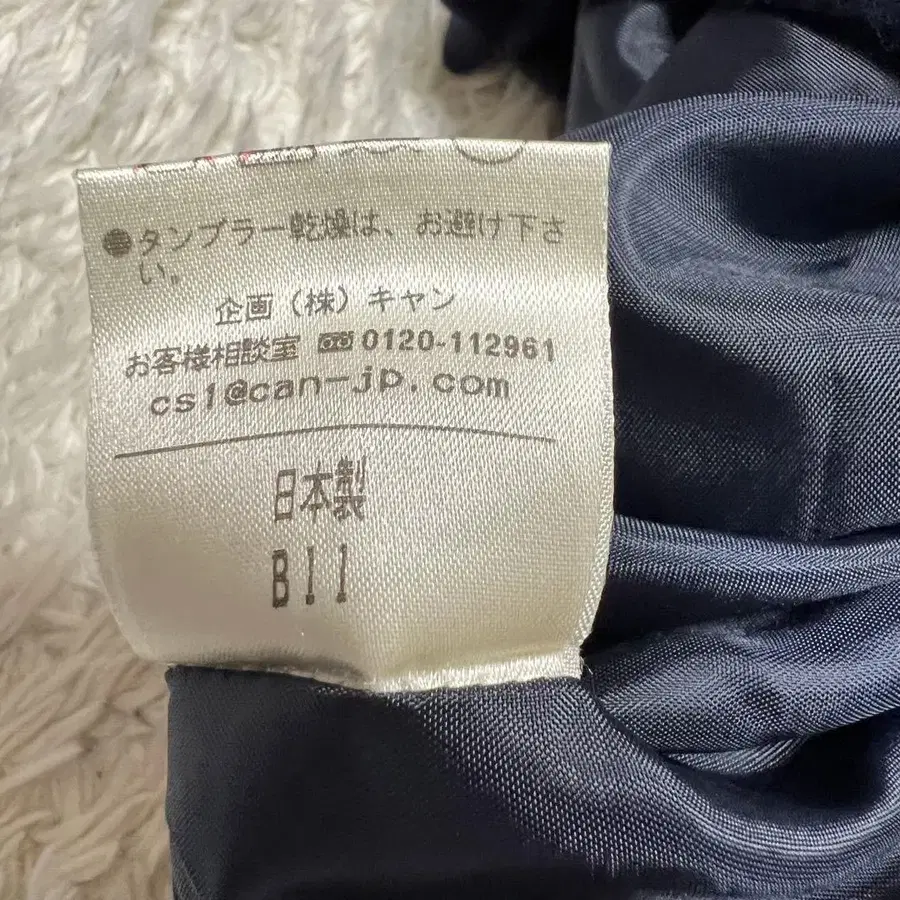 ●タンブラー乾燥は、お避け下さ
い。
企画（株）キャン
お客様相談室 0120-112961
cs1@can-jp.com
日本製
B11